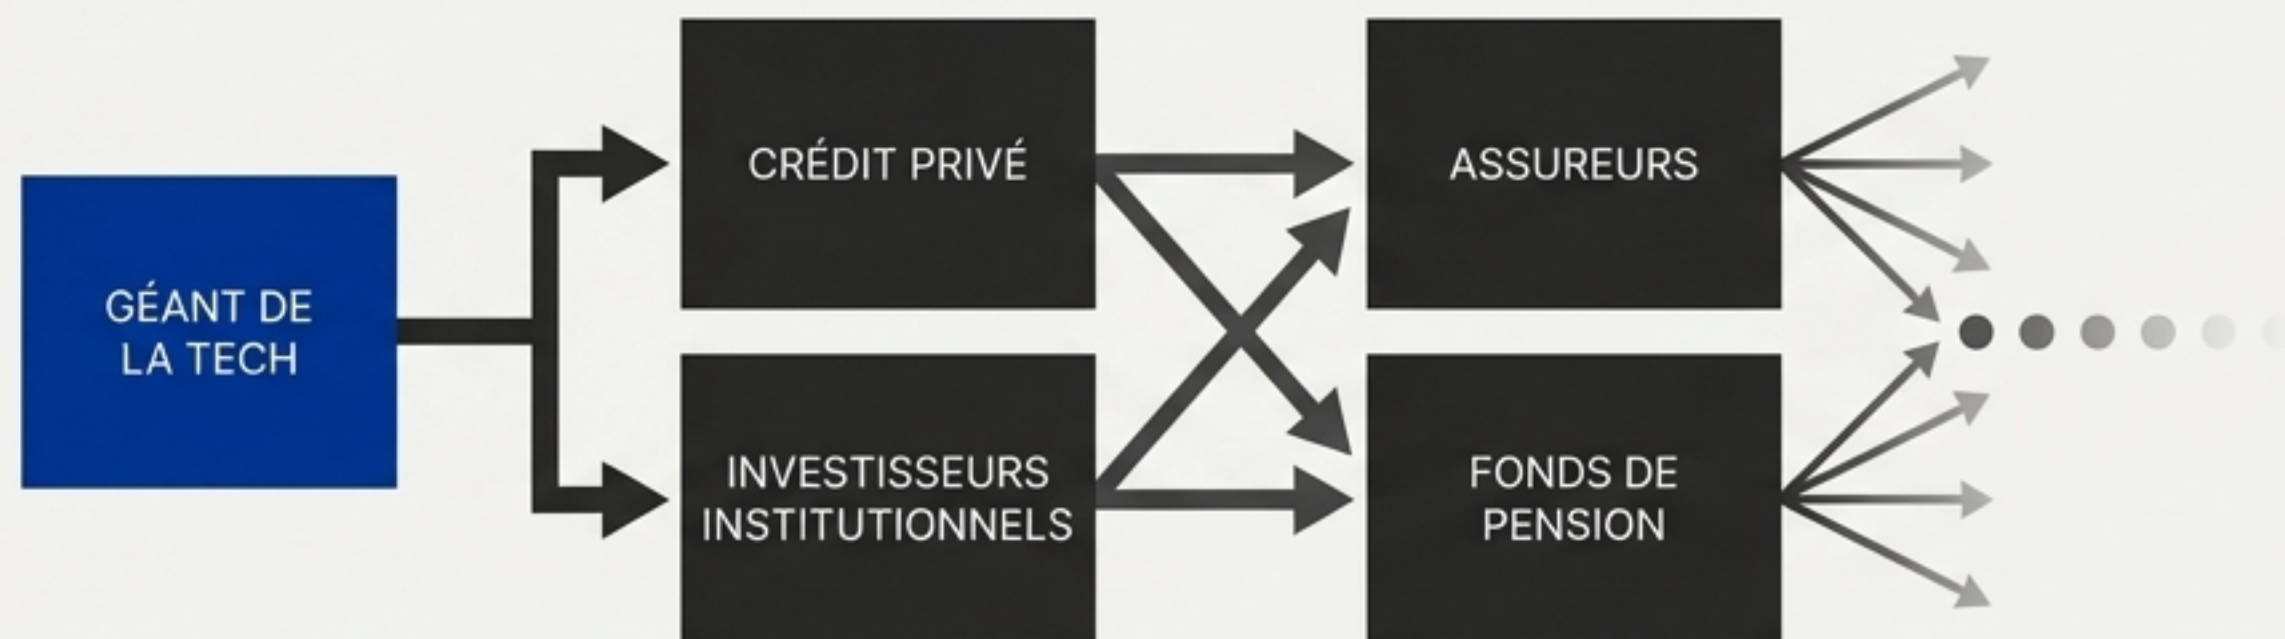 GÉANT DE
LA TECH
CRÉDIT PRIVÉ
INVESTISSEURS
INSTITUTIONNELS
ASSUREURS
FONDS DE
PENSION